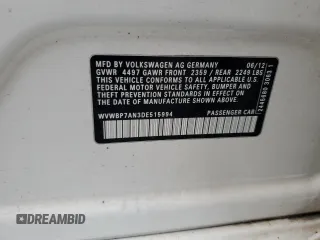 MFD. BY VOLKSWAGEN AG GERMANY 06/12
GVWR 4497 GAWR FRONT 2359 / REAR 2249 LBS
THIS VEHICLE CONFORMS TO ALL APPLICABLE
FEDERAL MOTOR VEHICLE SAFETY, BUMPER AND
THEFT PREVENTION STANDARDS IN EFFECT ON
THE DATE OF MANUFACTURE SHOWN ABOVE.
WVWBP7AN3DE515994 PASSENGER CAR
DREAMBID